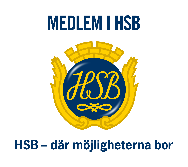 MEDLEM I HSB
HSB
HSB – där möjligheterna bor